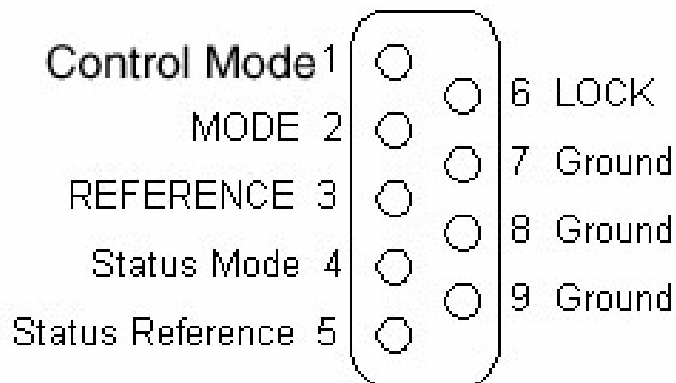 Control Mode 1
MODE 2
REFERENCE 3
Status Mode 4
Status Reference 5
6 LOCK
7 Ground
8 Ground
9 Ground